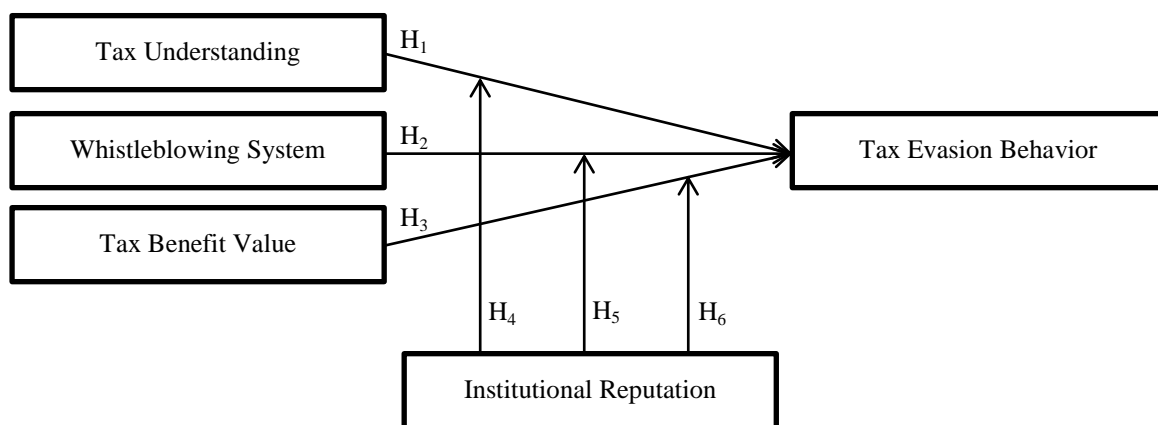 Tax Understanding
H₁
Whistleblowing System
H₂
Tax Evasion Behavior
Tax Benefit Value
H₃
H₄
H₅
H₆
Institutional Reputation